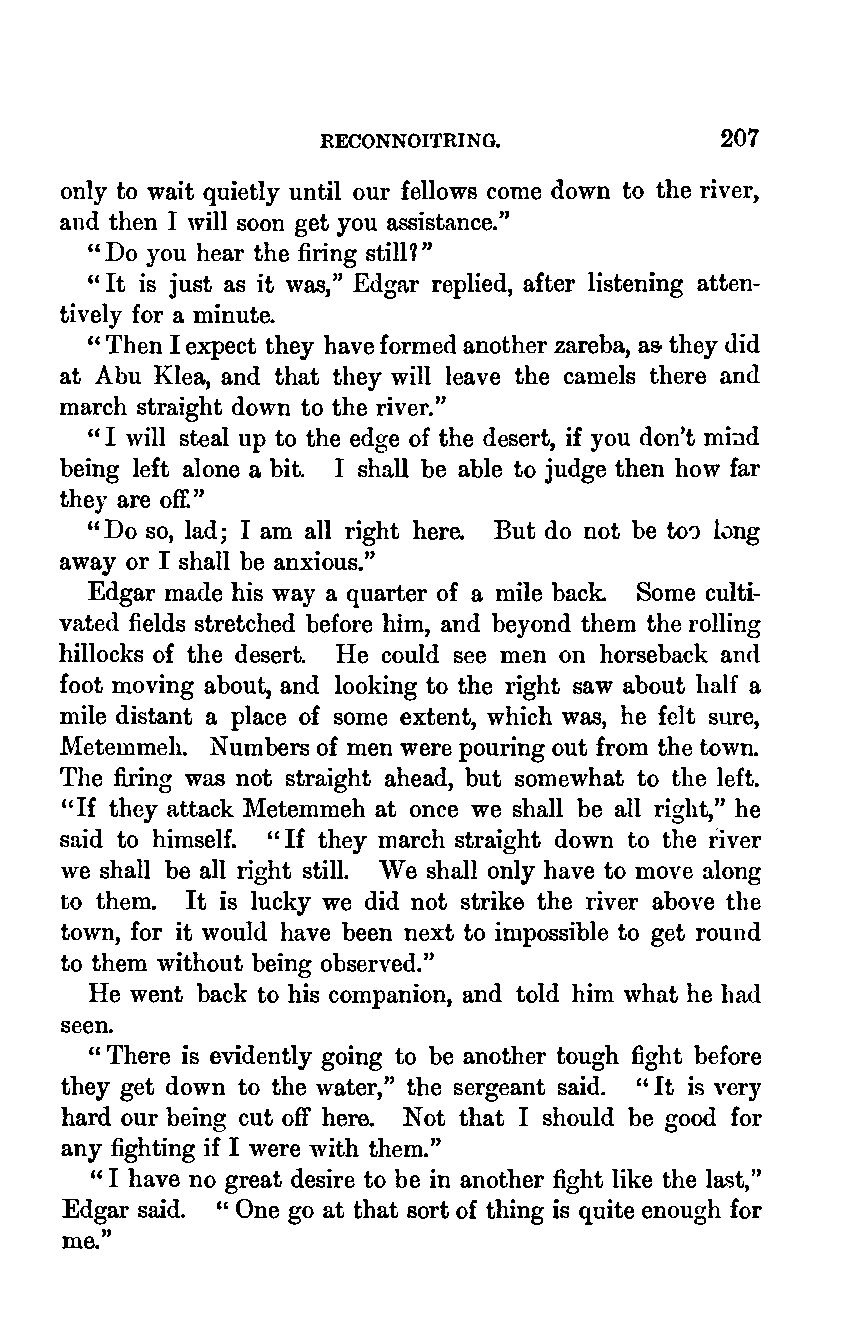 RECONNOITRING. 207
only to wait quietly until our fellows come down to the river,
and then I will soon get you assistance.”
“Do you hear the firing still?”
“It is just as it was,” Edgar replied, after listening atten-
tively for a minute.
“Then I expect they have formed another zareba, as they did
at Abu Klea, and that they will leave the camels there and
march straight down to the river.”
“I will steal up to the edge of the desert, if you don’t mind
being left alone a bit. I shall be able to judge then how far
they are off.”
“Do so, lad; I am all right here. But do not be too long
away or I shall be anxious.”
Edgar made his way a quarter of a mile back. Some culti-
vated fields stretched before him, and beyond them the rolling
hillocks of the desert. He could see men on horseback and
foot moving about, and looking to the right saw about half a
mile distant a place of some extent, which was, he felt sure,
Metemmeh. Numbers of men were pouring out from the town.
The firing was not straight ahead, but somewhat to the left.
“If they attack Metemmeh at once we shall be all right,” he
said to himself. “If they march straight down to the river
we shall be all right still. We shall only have to move along
to them. It is lucky we did not strike the river above the
town, for it would have been next to impossible to get round
to them without being observed.”
He went back to his companion, and told him what he had
seen.
“There is evidently going to be another tough fight before
they get down to the water,” the sergeant said. “It is very
hard our being cut off here. Not that I should be good for
any fighting if I were with them.”
“I have no great desire to be in another fight like the last,”
Edgar said. “One go at that sort of thing is quite enough for
me.”